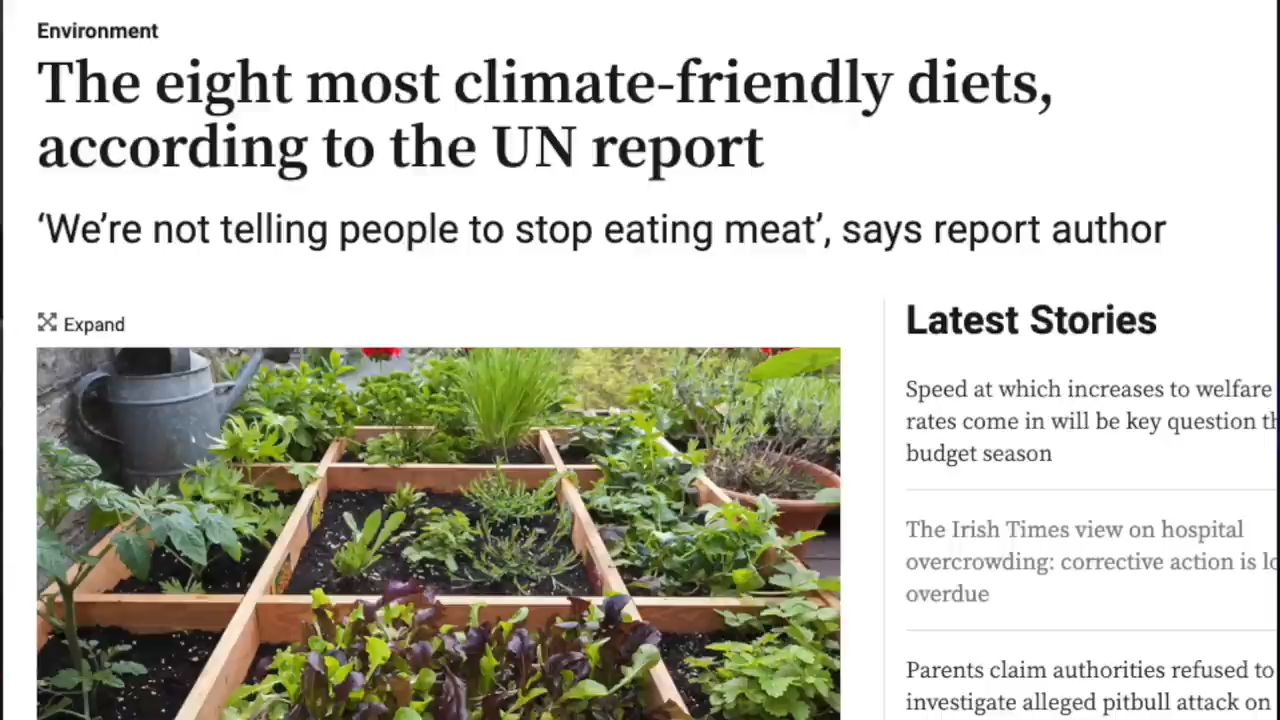 Environment
The eight most climate-friendly diets,
according to the UN report
‘We’re not telling people to stop eating meat’, says report author
Expand
Latest Stories
Speed at which increases to welfare
rates come in will be key question
budget season
The Irish Times view on hospital
overcrowding: corrective action is
overdue
Parents claim authorities refused to
investigate alleged pitbull attack on